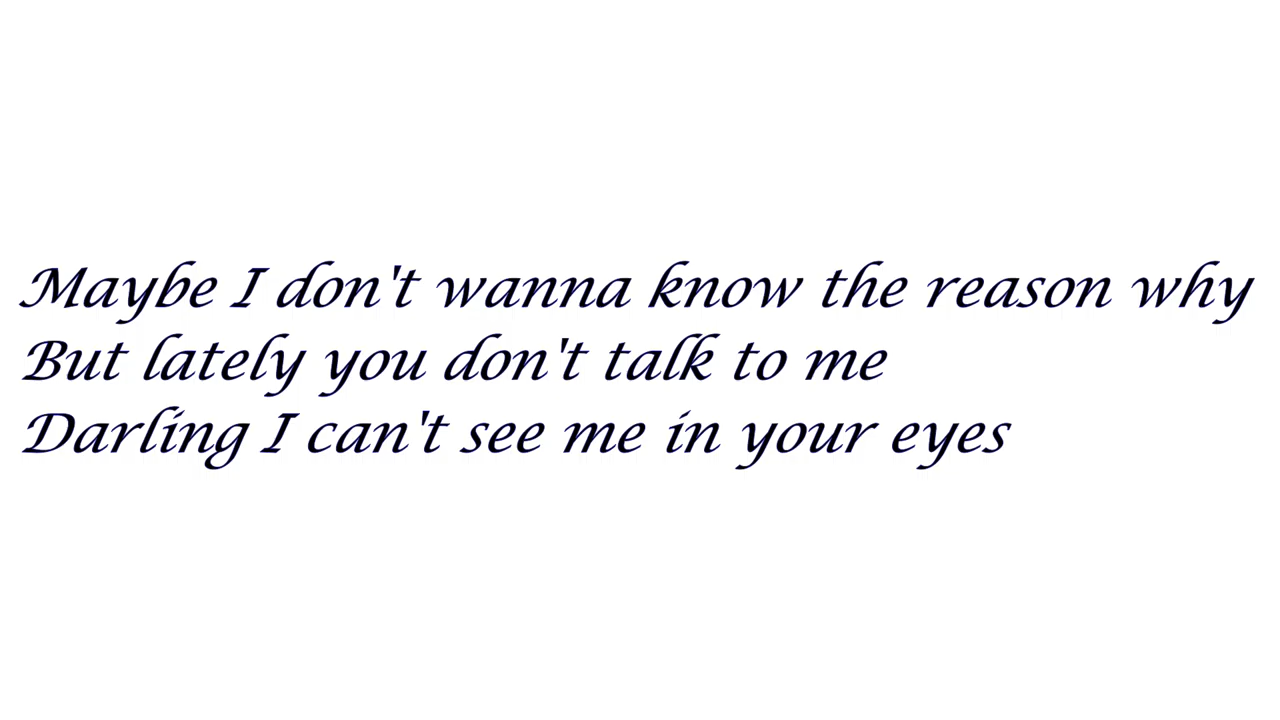 Maybe I don't wanna know the reason why
But lately you don't talk to me
Darling I can't see me in your eyes